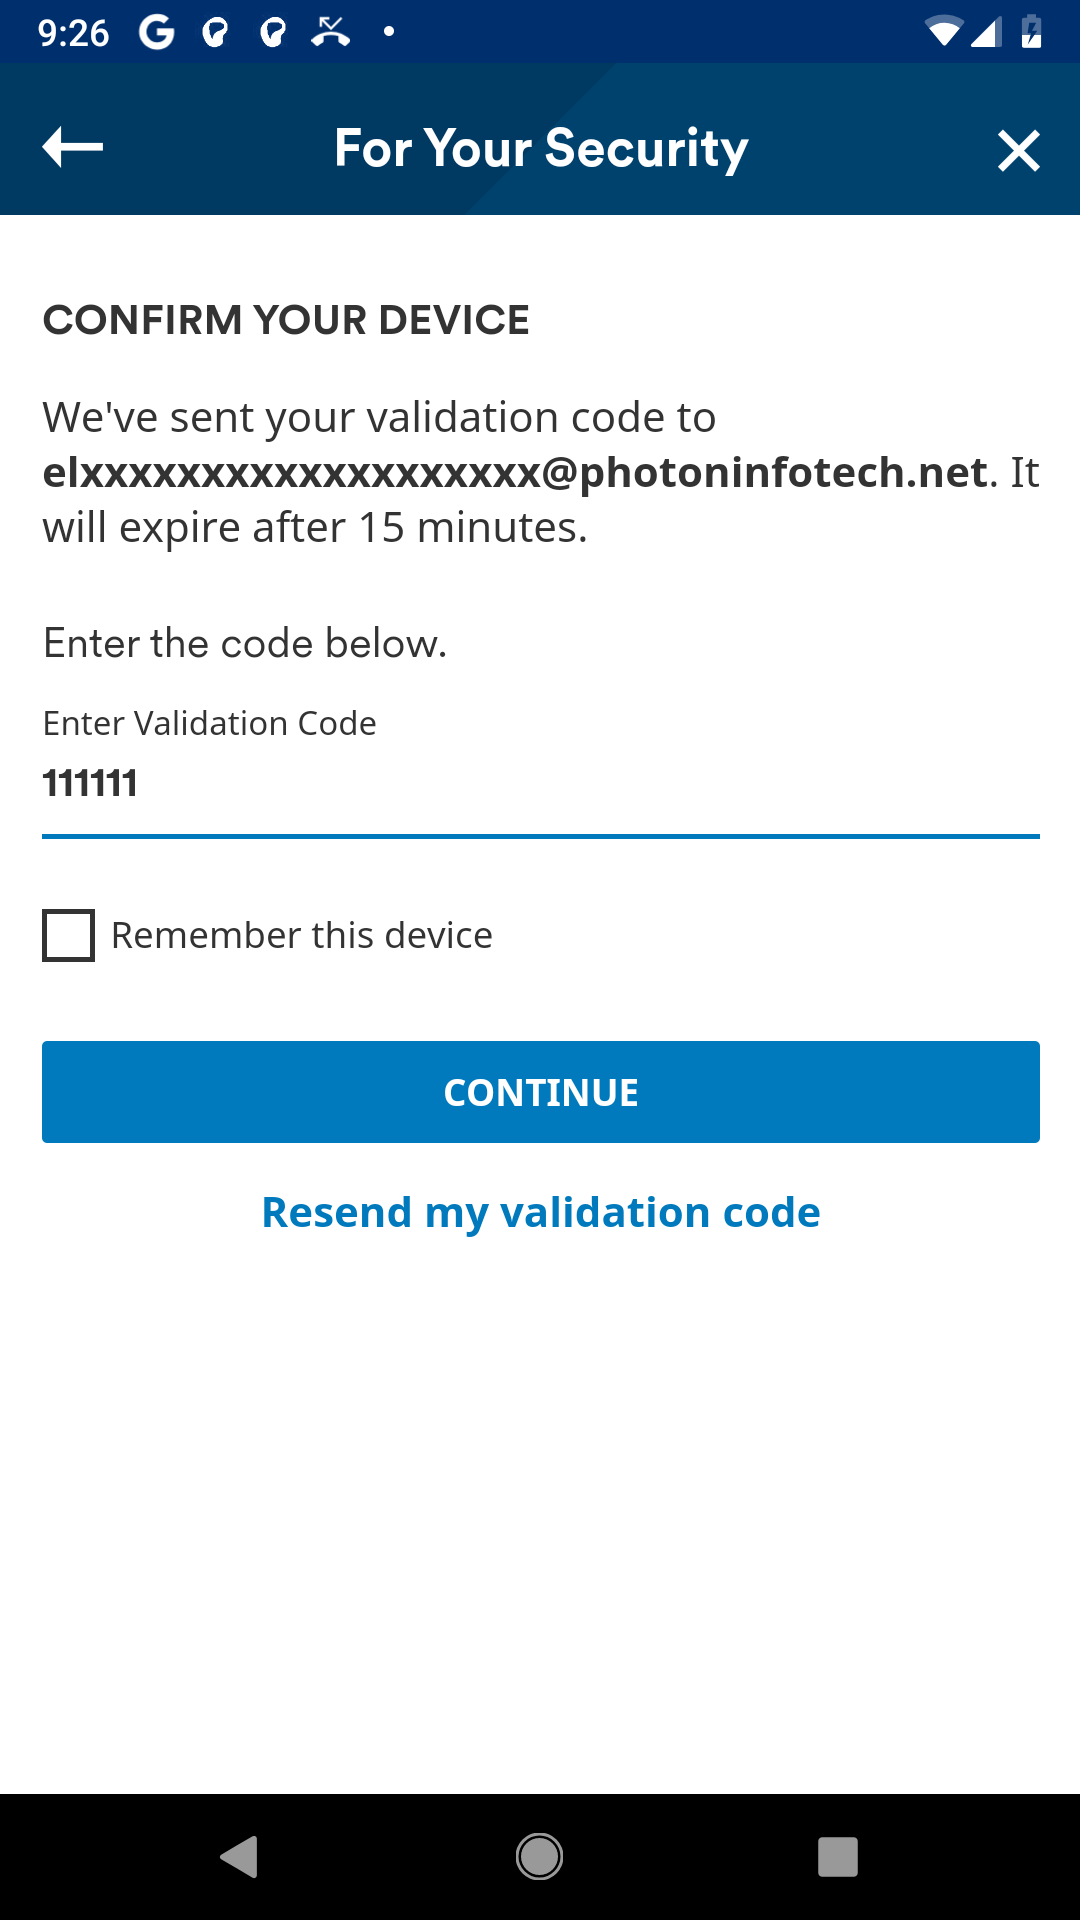 9:26
For Your Security
CONFIRM YOUR DEVICE
We've sent your validation code to
elxxxxxxxxxxxxxxxxxxx@photoninfotech.net. It
will expire after 15 minutes.
Enter the code below.
Enter Validation Code
111111
Remember this device
CONTINUE
Resend my validation code